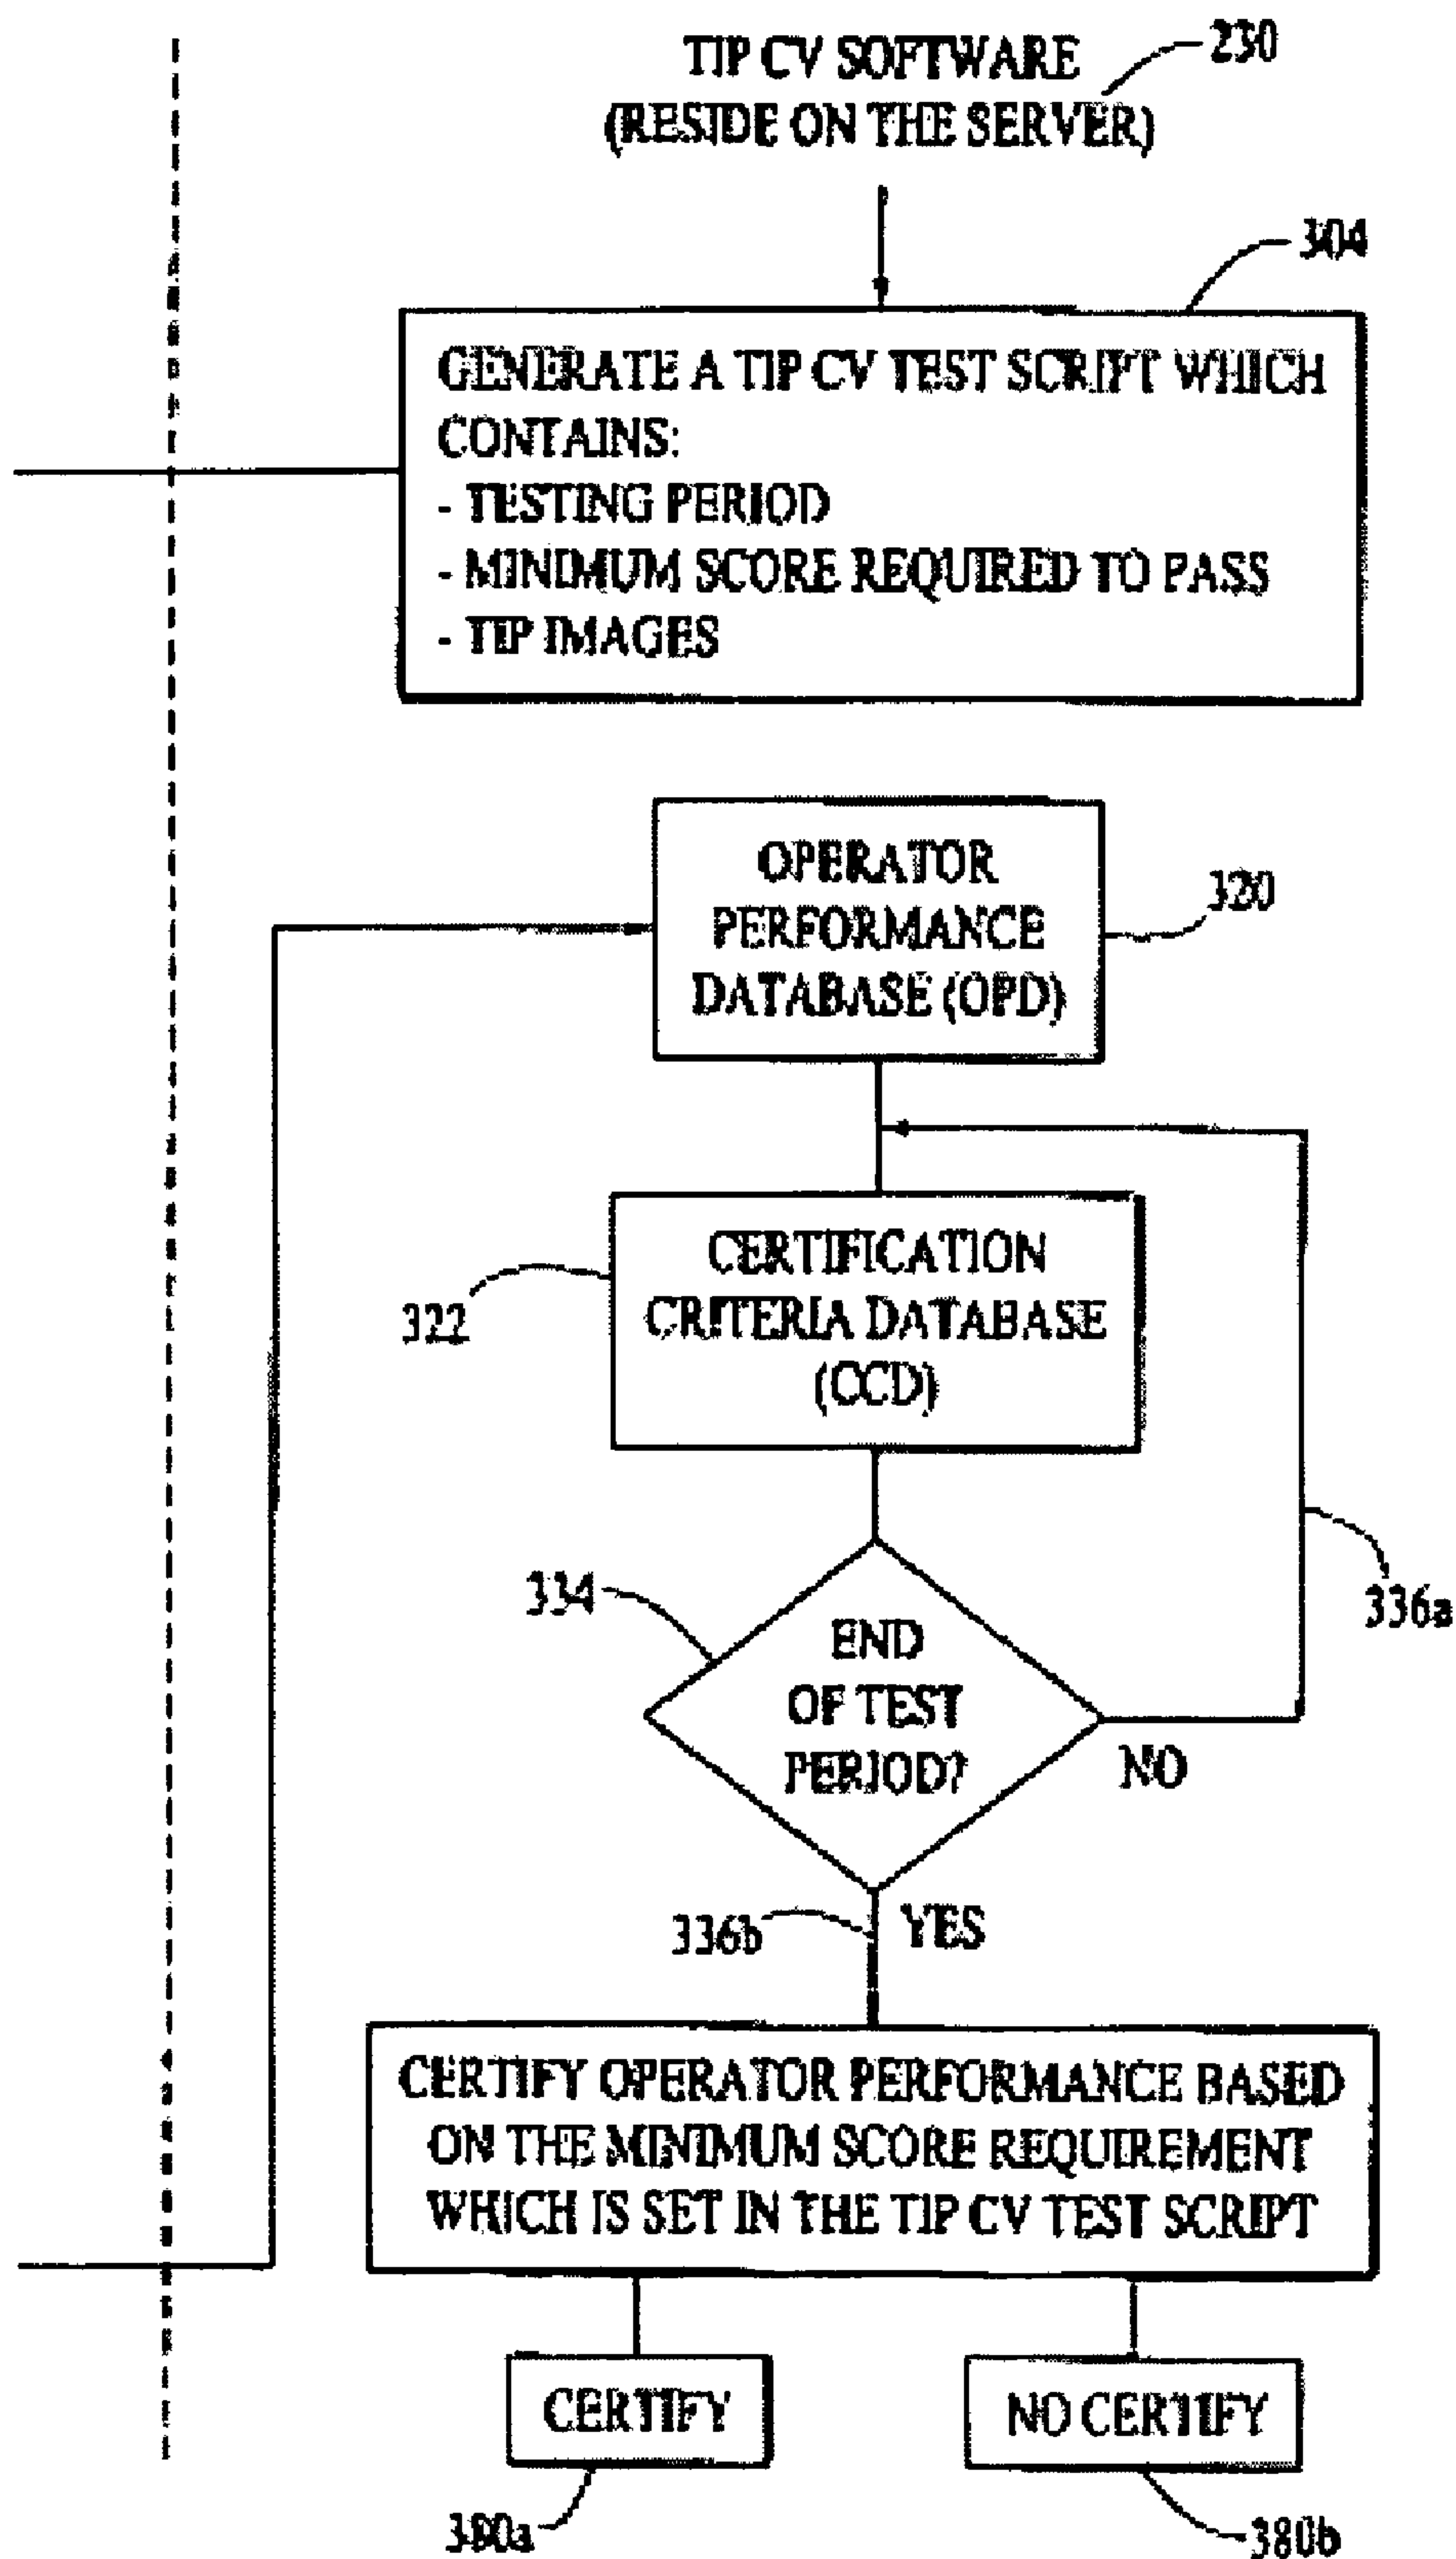 TIP CV SOFTWARE
(RESIDE ON THE SERVER)
230
304
GENERATE A TIP CV TEST SCRIPT WHICH
CONTAINS:
- TESTING PERIOD
- MINIMUM SCORE REQUIRED TO PASS
- TIP IMAGES
OPERATOR
PERFORMANCE
DATABASE (OPD)
320
CERTIFICATION
CRITERIA DATABASE
(CCD)
322
334
END
OF TEST
PERIOD?
336a
NO
336b
YES
CERTIFY OPERATOR PERFORMANCE BASED
ON THE MINIMUM SCORE REQUIREMENT
WHICH IS SET IN THE TIP CV TEST SCRIPT
CERTIFY
NO CERTIFY
380a
380b